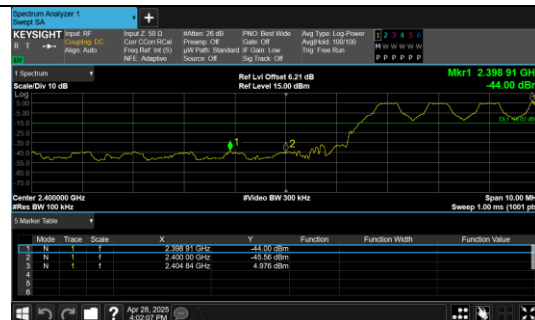 Spectrum Analyzer 1
Swept SA
+
KEYSIGHT Input: RF Input Z: 50 Ω #Atten: 26 dB PNO: Best Wide Avg Type: Log-Power 1 2 3 4 5 6
R T Coupling: DC Corr CCorr RCal Preamp: Off Gate: Off Avg|Hold: 100/100 M W W W W W
Align: Auto Freq Ref: Int (S) µW Path: Standard IF Gain: Low Trig: Free Run P P P P P P
NFE: Adaptive Source: Off Sig Track: Off
1 Spectrum
Ref Lvl Offset 6.21 dB Mkr1 2.398 91 GHz
Scale/Div 10 dB Ref Level 15.00 dBm -44.00 dBm
Log
5.00
-5.00
-15.0
-25.0
-35.0
-45.0
-55.0
-65.0
-75.0
1
2
Center 2.400000 GHz #Video BW 300 kHz Span 10.00 MH
#Res BW 100 kHz Sweep 1.00 ms (1001 pts
5 Marker Table
Mode Trace Scale X Y Function Function Width Function Value
1 N 1 f 2.398 91 GHz -44.00 dBm
2 N 1 f 2.400 00 GHz -45.56 dBm
3 N 1 f 2.404 84 GHz 4.976 dBm
4
5
6
? Apr 28, 2025
4:02:07 PM